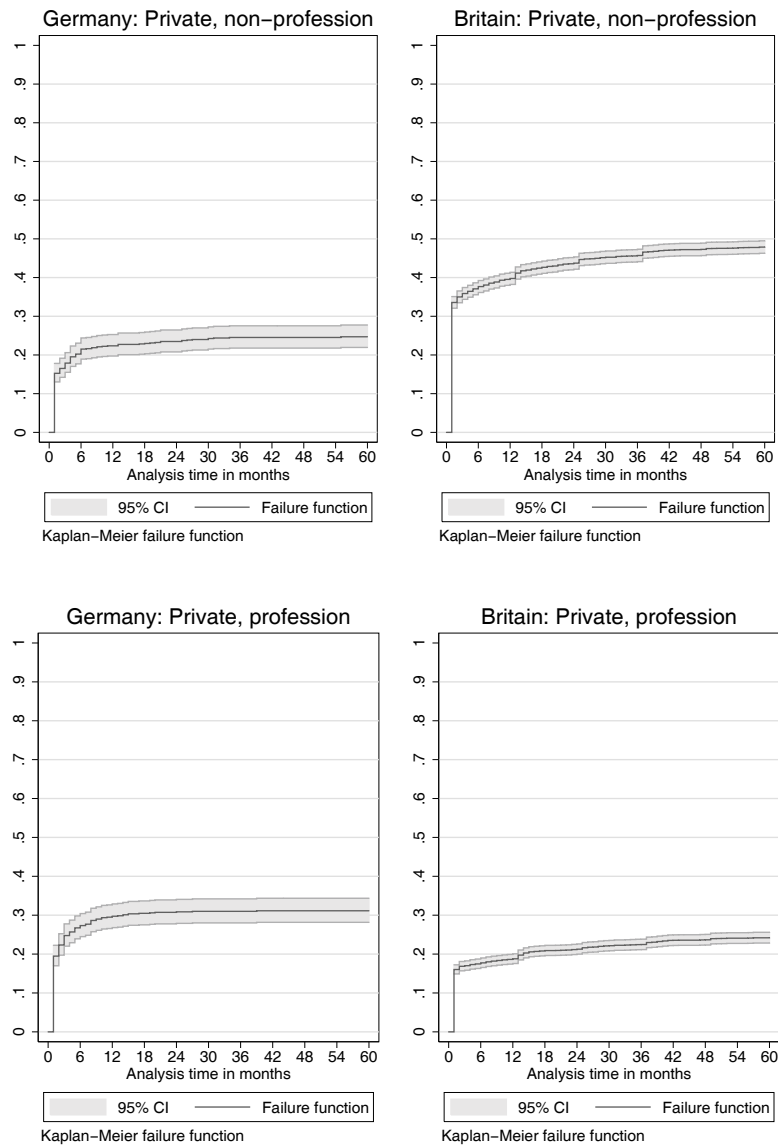 Germany: Private, non−profession
1
.9
.8
.7
.6
.5
.4
.3
.2
.1
0
0 6 12 18 24 30 36 42 48 54 60
Analysis time in months
95% CI Failure function
Kaplan−Meier failure function
Britain: Private, non−profession
1
.9
.8
.7
.6
.5
.4
.3
.2
.1
0
0 6 12 18 24 30 36 42 48 54 60
Analysis time in months
95% CI Failure function
Kaplan−Meier failure function
Germany: Private, profession
1
.9
.8
.7
.6
.5
.4
.3
.2
.1
0
0 6 12 18 24 30 36 42 48 54 60
Analysis time in months
95% CI Failure function
Kaplan−Meier failure function
Britain: Private, profession
1
.9
.8
.7
.6
.5
.4
.3
.2
.1
0
0 6 12 18 24 30 36 42 48 54 60
Analysis time in months
95% CI Failure function
Kaplan−Meier failure function